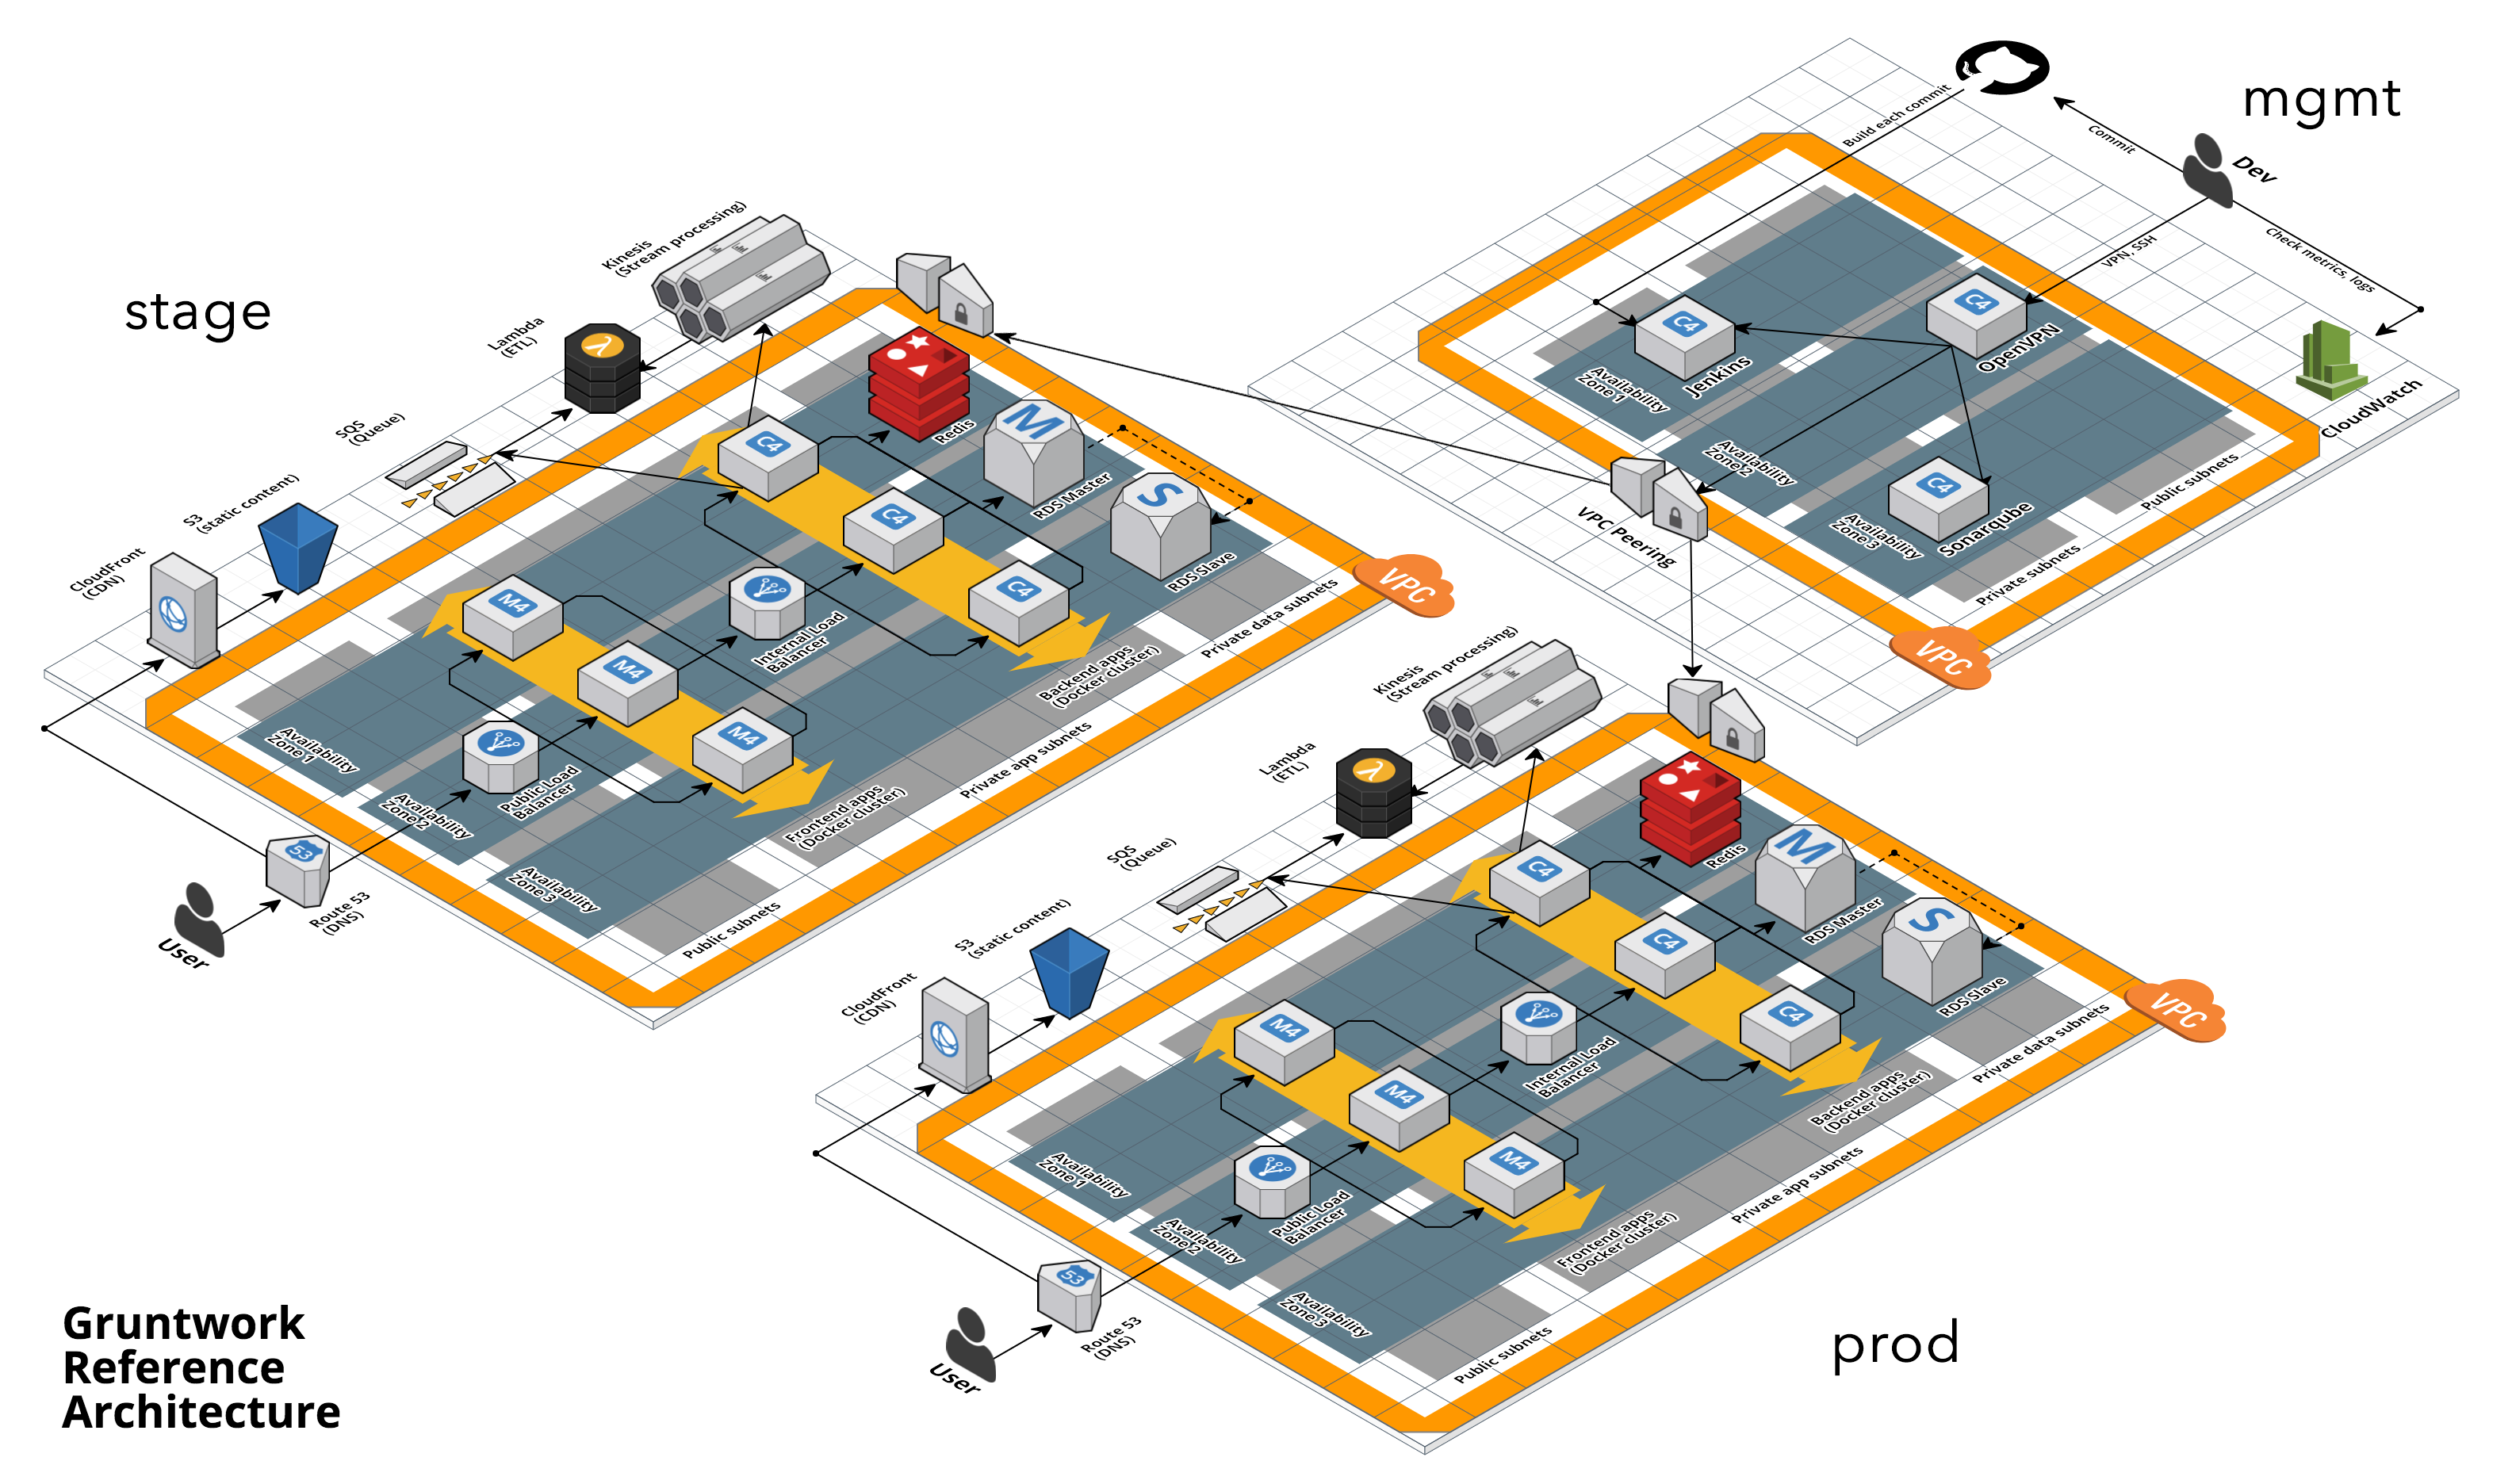 stage
Kinesis
(Stream processing)
Lambda
(ETL)
SQS
(Queue)
S3
(static content)
CloudFront
(CDN)
C4
C4
C4
Redis
M
RDS Master
S
RDS Slave
VPC
M4
M4
M4
Internal Load
Balancer
Public Load
Balancer
Availability
Zone 1
Availability
Zone 2
Availability
Zone 3
Backend apps
(Docker cluster)
Frontend apps
(Docker cluster)
Private data subnets
Private app subnets
Public subnets
53
Route 53
(DNS)
User
mgmt
Build each commit
Commit
Dev
VPN, SSH
Check metrics, logs
CloudWatch
C4
Jenkins
C4
OpenVPN
C4
Sonarqube
Availability
Zone 1
Availability
Zone 2
Availability
Zone 3
Public subnets
Private subnets
VPC Peering
VPC
Kinesis
(Stream processing)
Lambda
(ETL)
SQS
(Queue)
S3
(static content)
CloudFront
(CDN)
C4
C4
C4
Redis
M
RDS Master
S
RDS Slave
VPC
M4
M4
M4
Internal Load
Balancer
Public Load
Balancer
Availability
Zone 1
Availability
Zone 2
Availability
Zone 3
Backend apps
(Docker cluster)
Frontend apps
(Docker cluster)
Private data subnets
Private app subnets
Public subnets
53
Route 53
(DNS)
User
prod
Gruntwork
Reference
Architecture